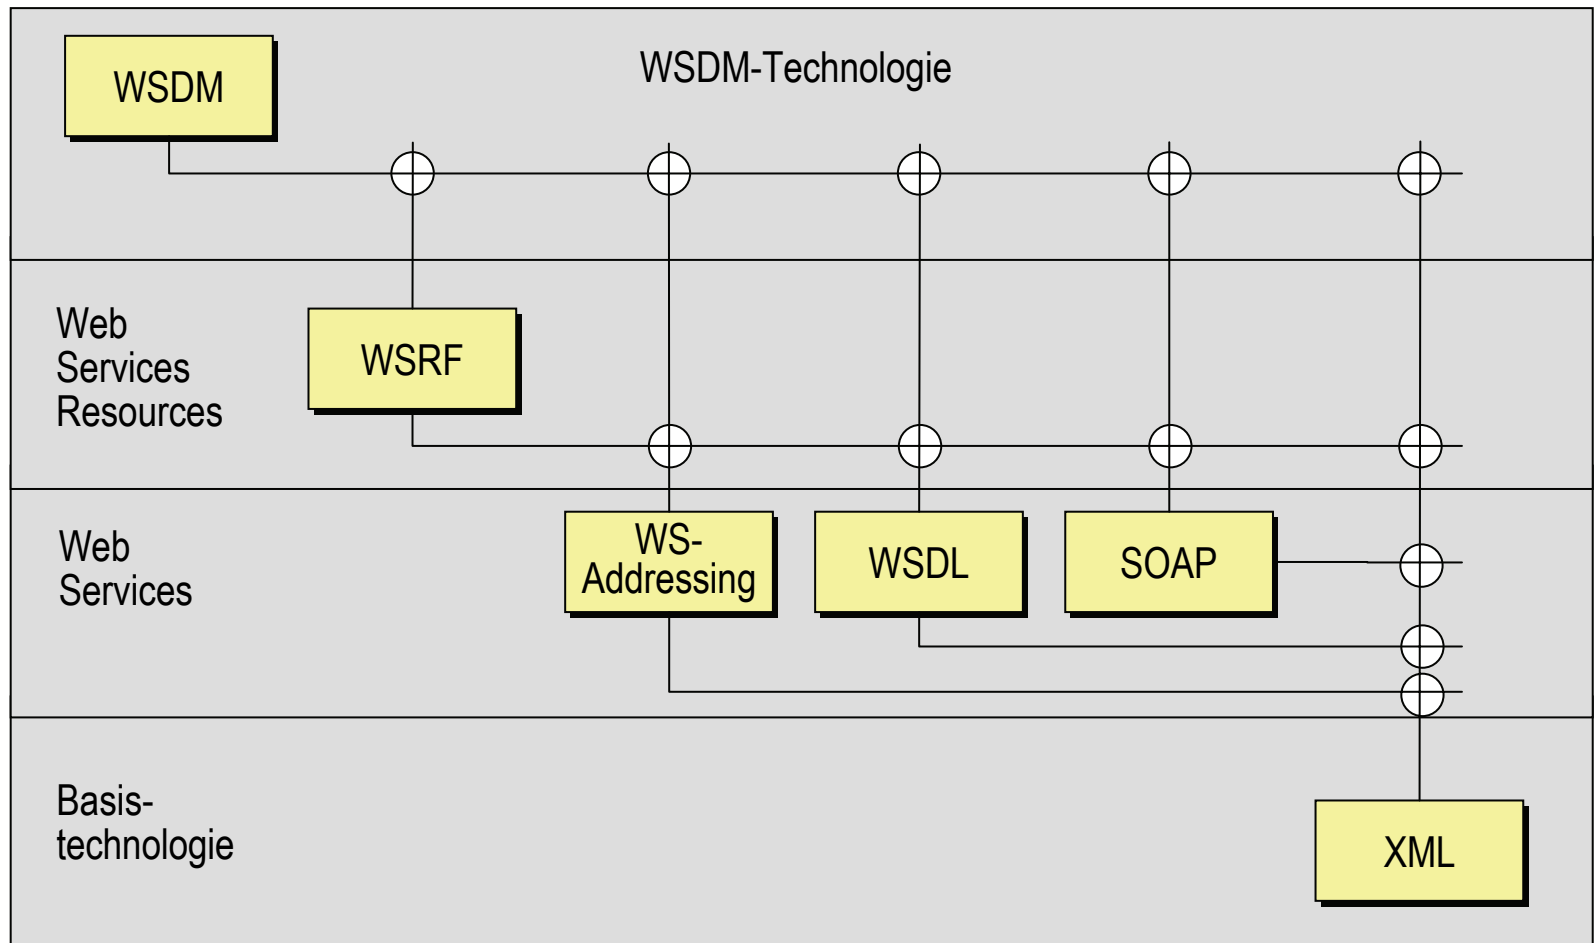 WSDM
WSDM-Technologie
Web
Services
Resources
WSRF
Web
Services
WS-
Addressing
WSDL
SOAP
Basis-
technologie
XML